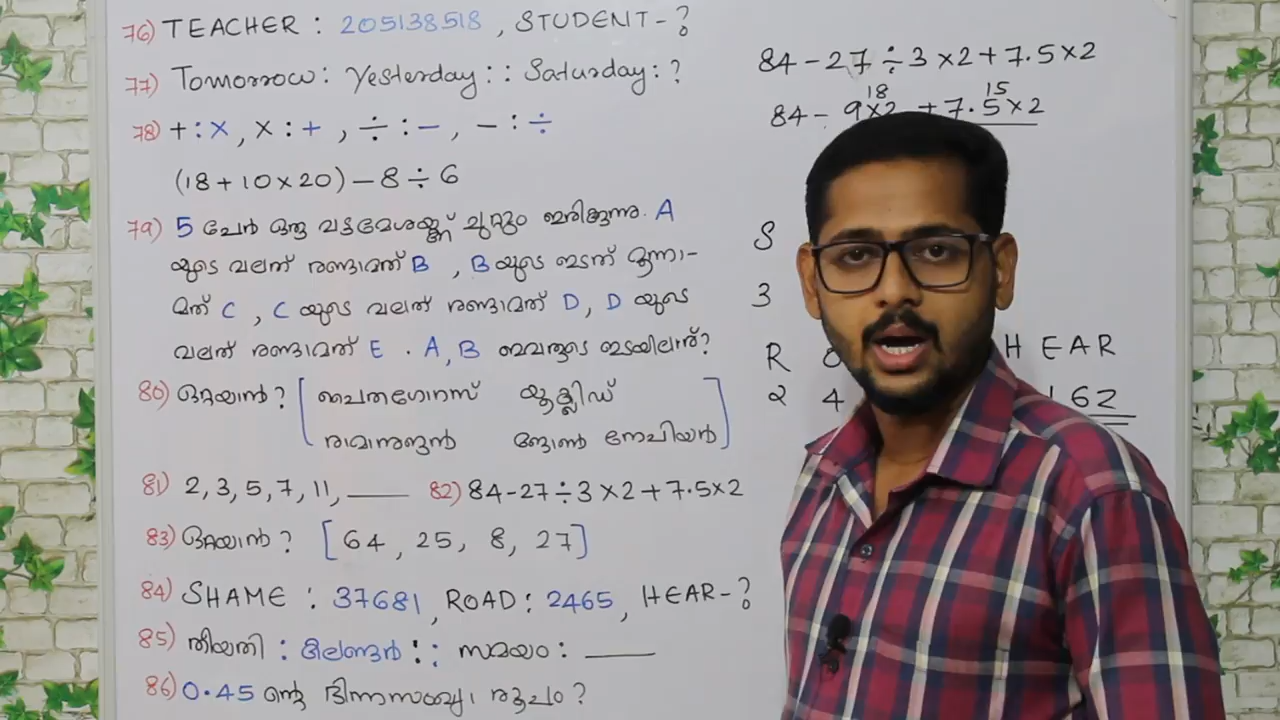 76) TEACHER : 205138518 , STUDENT - ?
77) Tomorrow : Yesterday : : Saturday : ?
78) + : × , × : + , ÷ : − , − : ÷
(18 + 10 × 20) − 8 ÷ 6
79) 5 പേർ ഒരു വട്ടമേശയ്ക്ക് ചുറ്റും ഇരിക്കുന്നു. A
യുടെ വലത് രണ്ടാമത് B , B യുടെ ഇടത് മൂന്നാ-
മത് C , C യുടെ വലത് രണ്ടാമത് D , D യുടെ
വലത് രണ്ടാമത് E . A , B ഇവരുടെ ഇടയിലാര്?
80) ഒറ്റയാൻ ? [ പൈതഗോറസ് യൂക്ലിഡ്
രാമാനുജൻ ജോൺ നേപിയർ ]
81) 2, 3, 5, 7, 11, ____ 82) 84-27÷3×2+7.5×2
83) ഒറ്റയാൻ ? [64 , 25 , 8 , 27]
84) SHAME : 37681 , ROAD : 2465 , HEAR - ?
85) തീയതി : കലണ്ടർ : : സമയം : ____
86) 0.45 ന്റെ ഭിന്നസംഖ്യാ രൂപം ?
84 - 27 ÷ 3 × 2 + 7.5 × 2
18 15
84 - 9×2 + 7.5×2
S
3
R HEAR
2 4 162